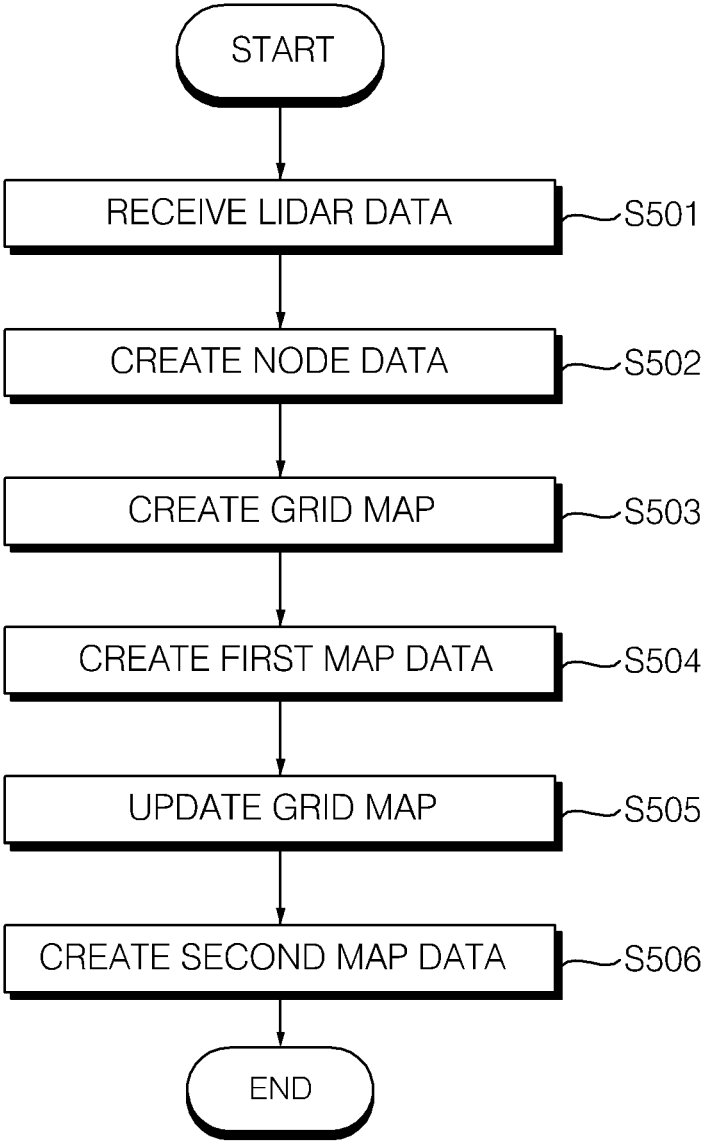 START
RECEIVE LIDAR DATA
S501
CREATE NODE DATA
S502
CREATE GRID MAP
S503
CREATE FIRST MAP DATA
S504
UPDATE GRID MAP
S505
CREATE SECOND MAP DATA
S506
END